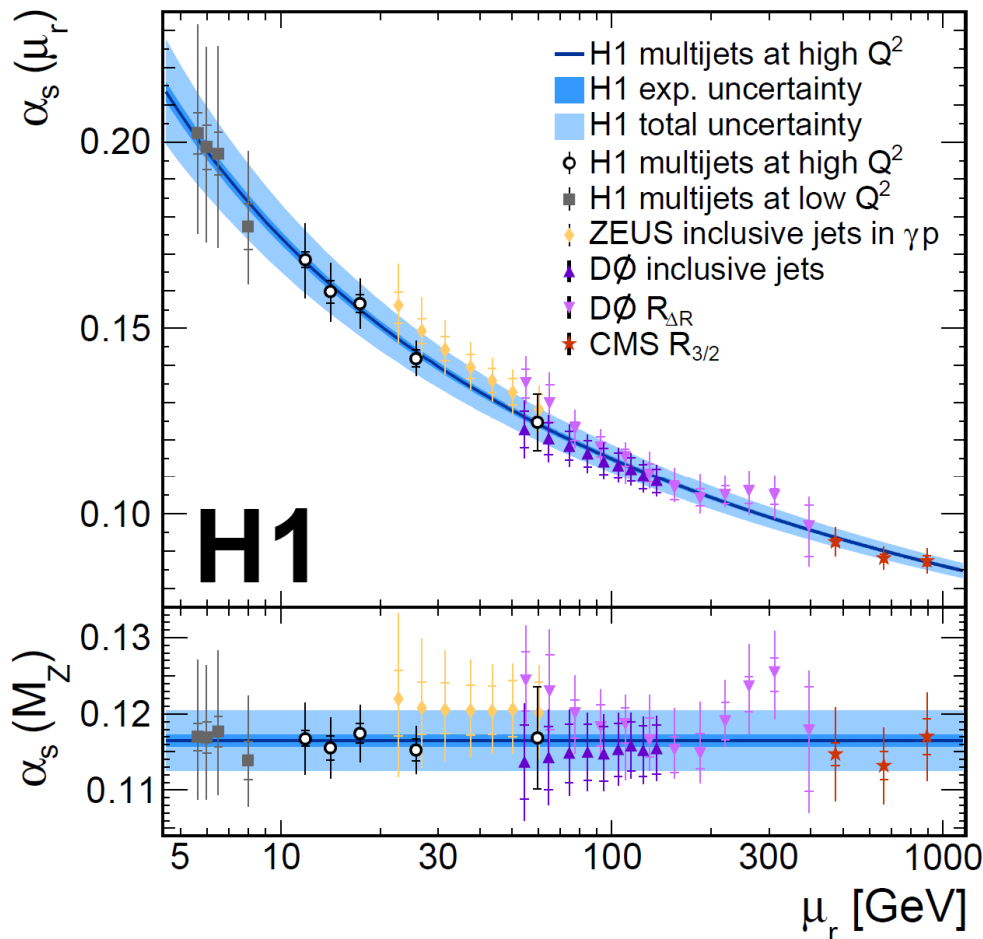 α_s (μ_r)
0.20
0.15
0.10
H1 multijets at high Q²
H1 exp. uncertainty
H1 total uncertainty
H1 multijets at high Q²
H1 multijets at low Q²
ZEUS inclusive jets in γp
DØ inclusive jets
DØ R_ΔR
CMS R_3/2
H1
α_s (M_Z)
0.13
0.12
0.11
5 10 30 100 300 1000
μ_r [GeV]